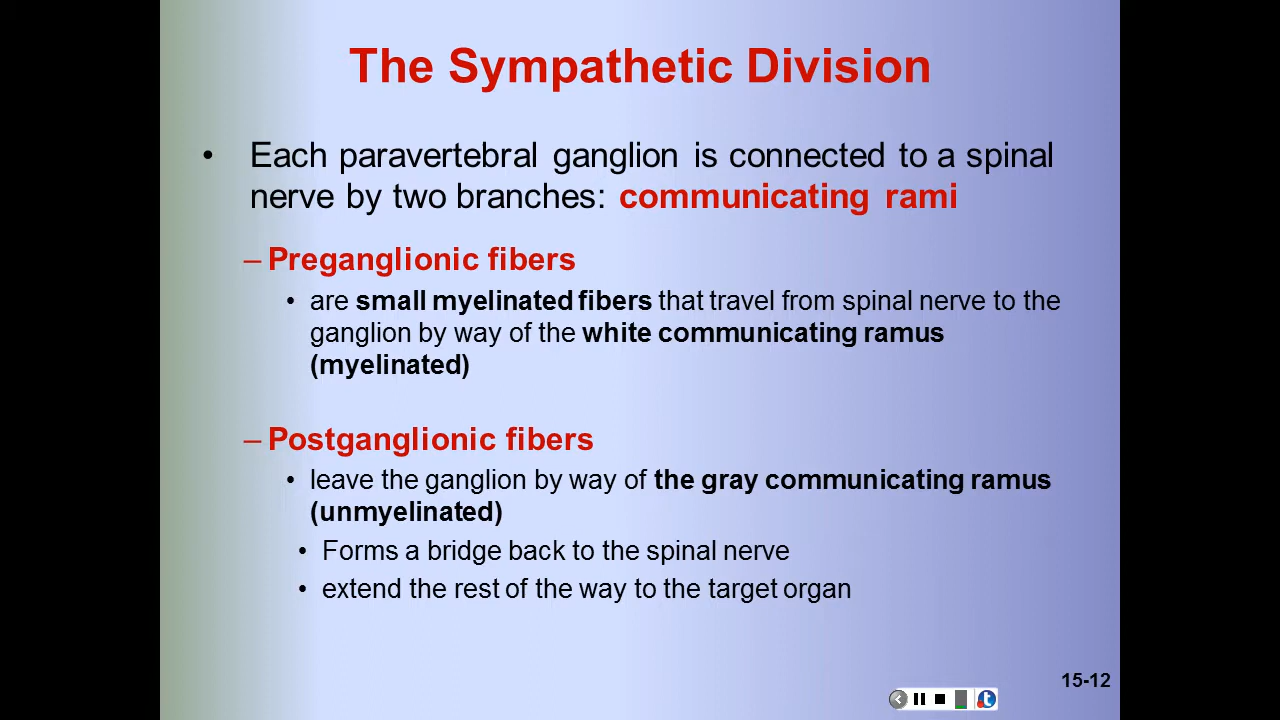 The Sympathetic Division
• Each paravertebral ganglion is connected to a spinal
nerve by two branches: communicating rami
– Preganglionic fibers
• are small myelinated fibers that travel from spinal nerve to the
ganglion by way of the white communicating ramus
(myelinated)
– Postganglionic fibers
• leave the ganglion by way of the gray communicating ramus
(unmyelinated)
• Forms a bridge back to the spinal nerve
• extend the rest of the way to the target organ
15-12
t